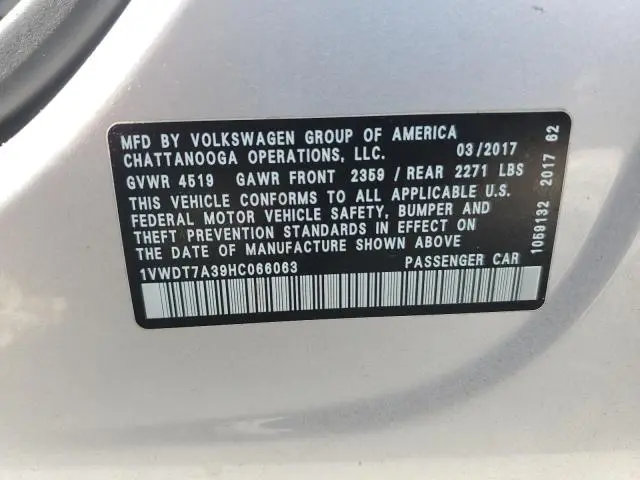 MFD BY VOLKSWAGEN GROUP OF AMERICA
CHATTANOOGA OPERATIONS, LLC. 03/2017
GVWR 4519 GAWR FRONT 2359 / REAR 2271 LBS
THIS VEHICLE CONFORMS TO ALL APPLICABLE U.S.
FEDERAL MOTOR VEHICLE SAFETY, BUMPER AND
THEFT PREVENTION STANDARDS IN EFFECT ON
THE DATE OF MANUFACTURE SHOWN ABOVE
1VWDT7A39HC066063 PASSENGER CAR
1059132 2017 62